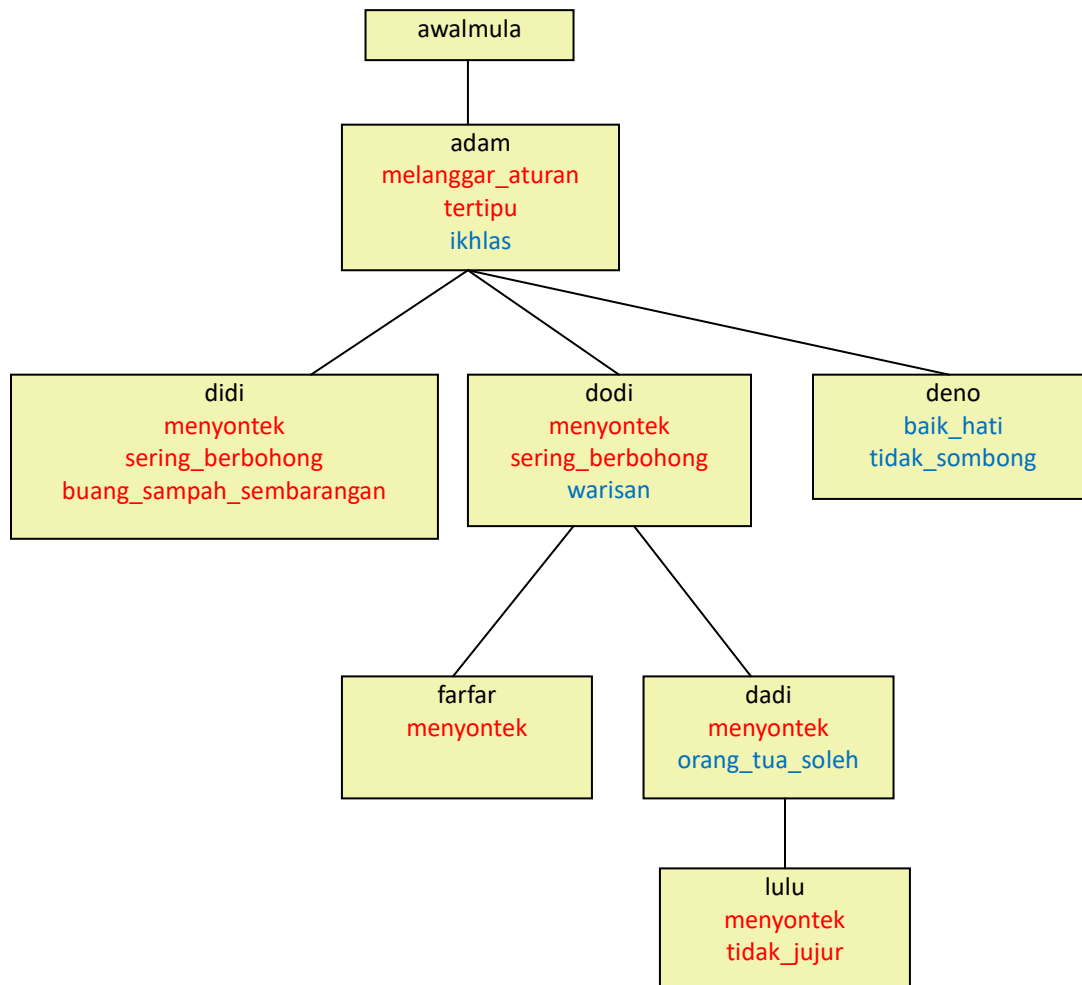 awalmula
adam
melanggar_aturan
tertipu
ikhlas
didi
menyontek
sering_berbohong
buang_sampah_sembarangan
dodi
menyontek
sering_berbohong
warisan
deno
baik_hati
tidak_sombong
farfar
menyontek
dadi
menyontek
orang_tua_soleh
lulu
menyontek
tidak_jujur